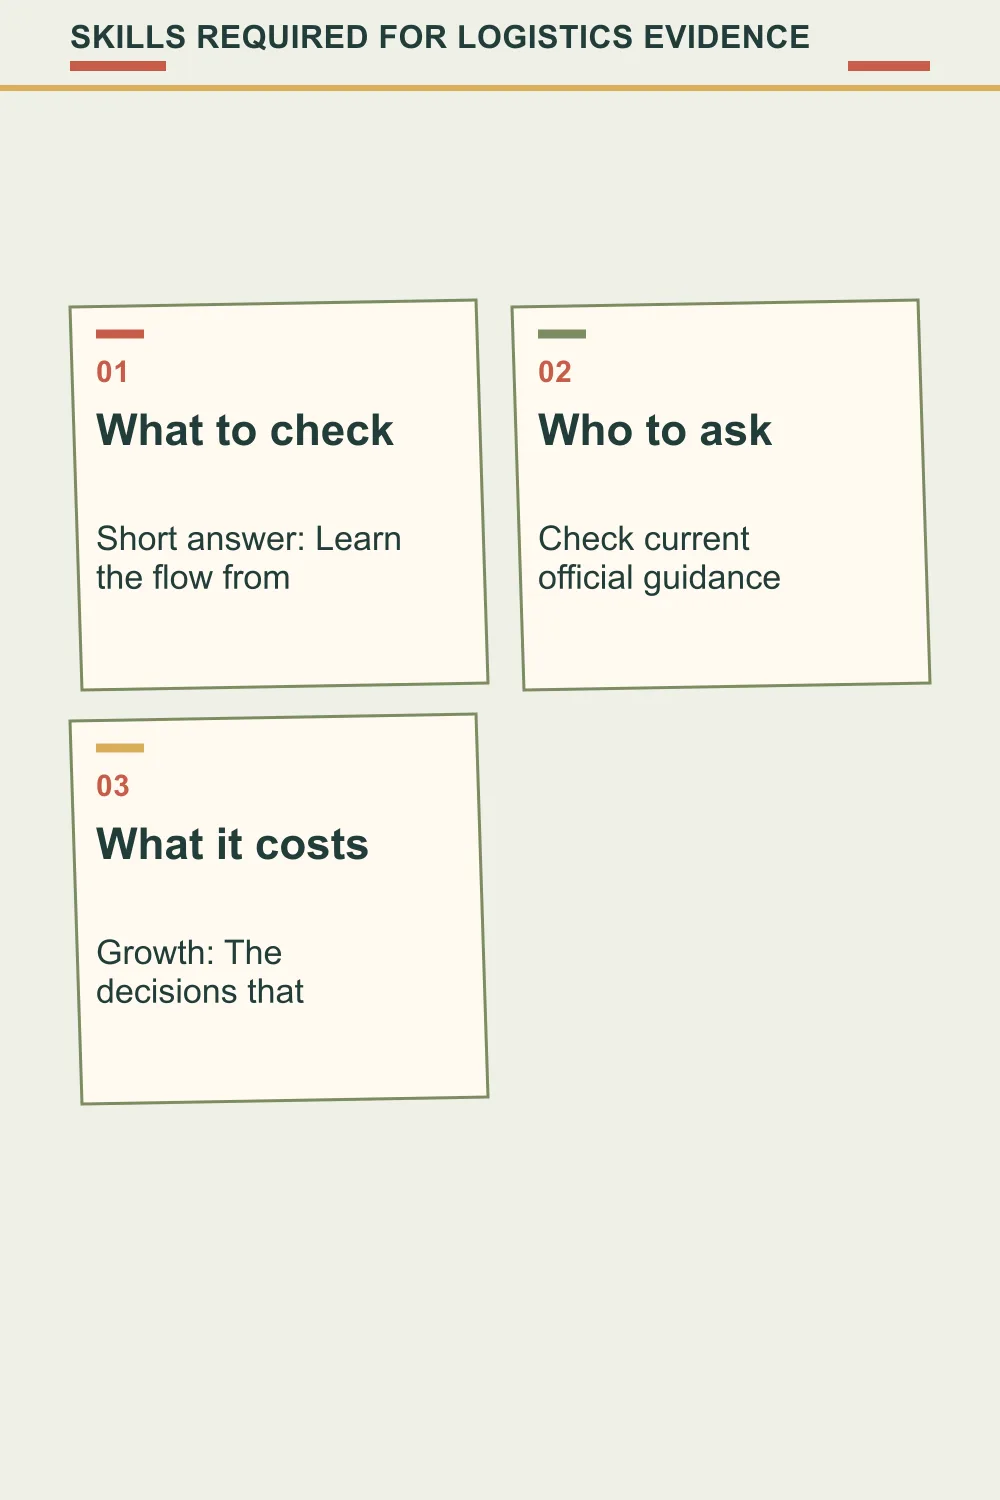 SKILLS REQUIRED FOR LOGISTICS EVIDENCE
01
What to check
Short answer: Learn
the flow from
02
Who to ask
Check current
official guidance
03
What it costs
Growth: The
decisions that